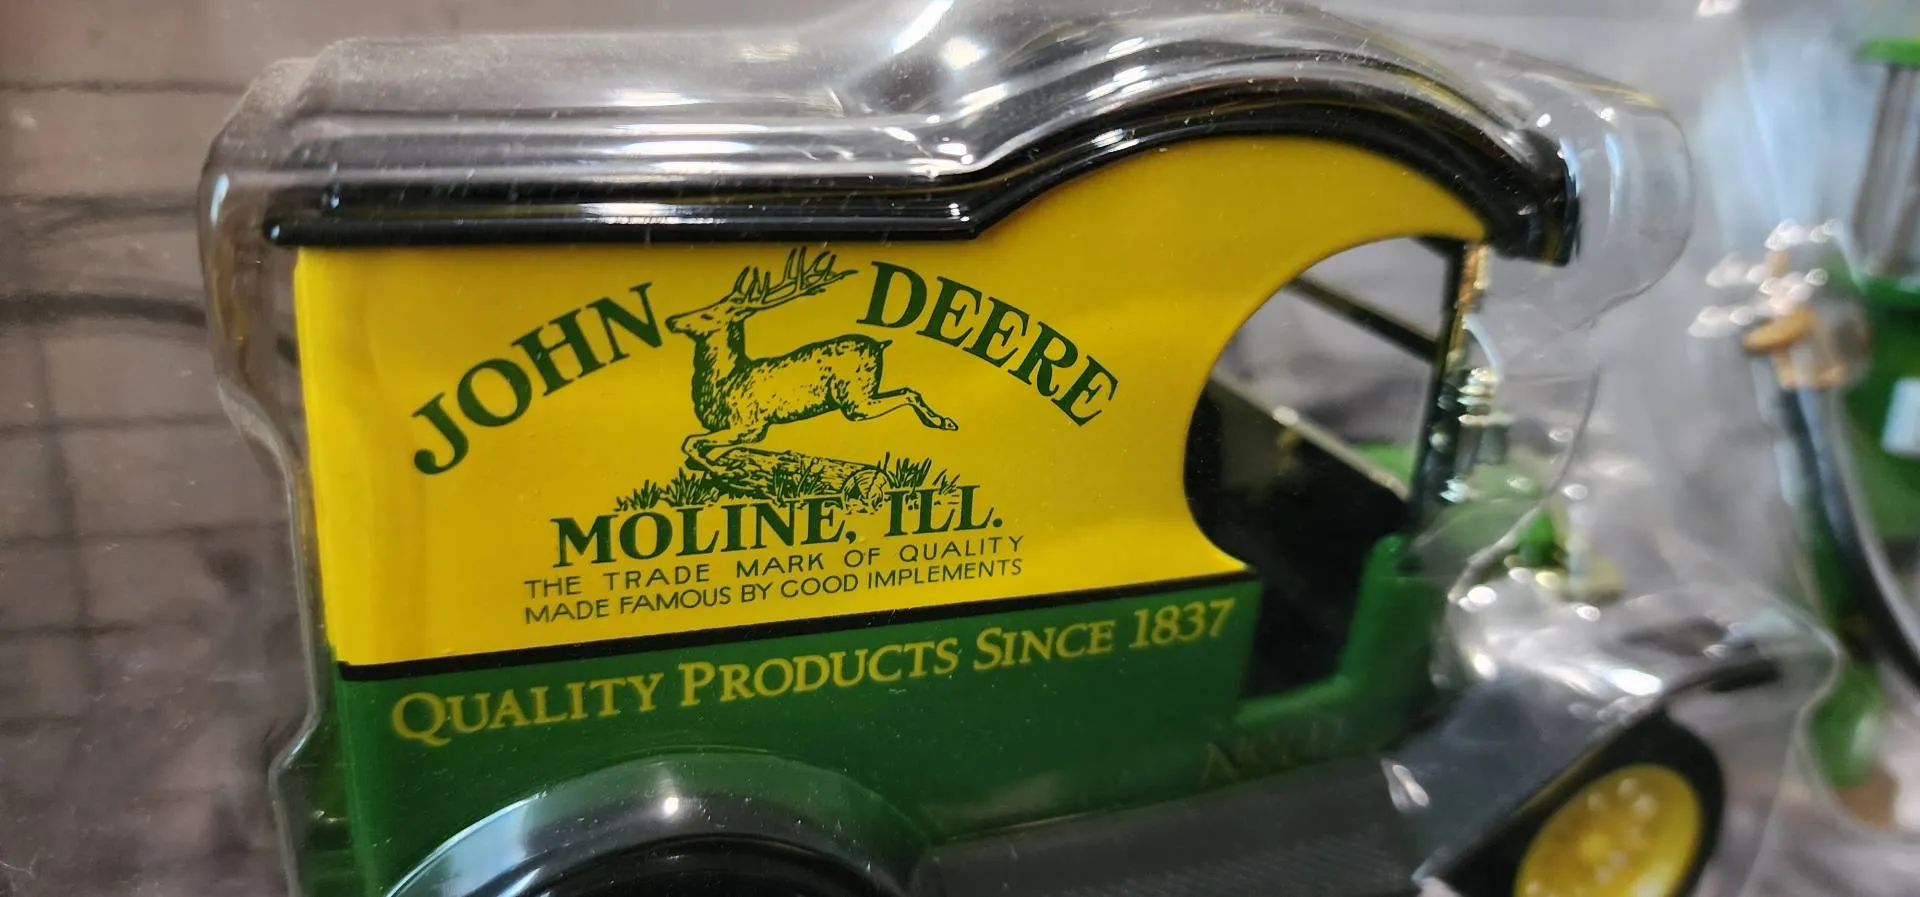 JOHN DEERE
MOLINE, ILL.
THE TRADE MARK OF QUALITY
MADE FAMOUS BY GOOD IMPLEMENTS
QUALITY PRODUCTS SINCE 1837